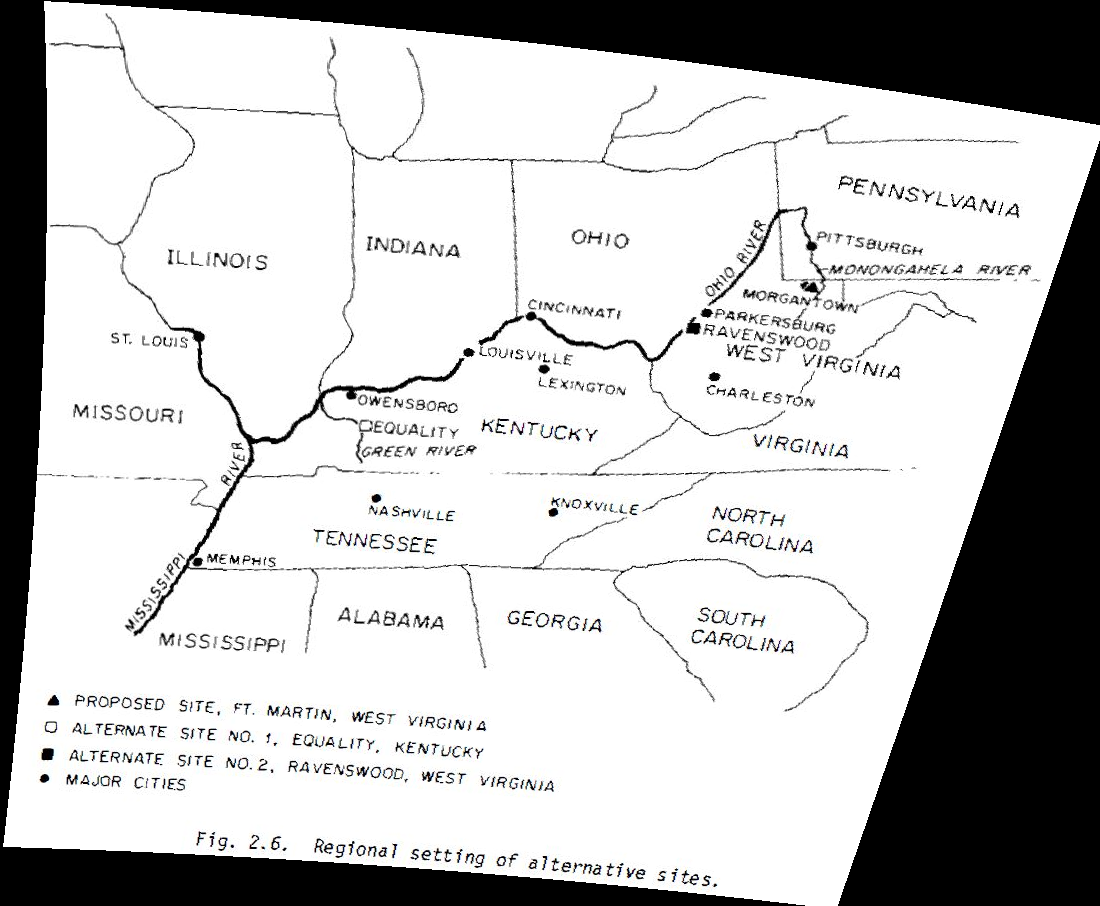 PENNSYLVANIA
ILLINOIS
INDIANA
OHIO
OHIO RIVER
PITTSBURGH
MONONGAHELA RIVER
MORGANTOWN
CINCINNATI
PARKERSBURG
RAVENSWOOD
WEST VIRGINIA
ST. LOUIS
LOUISVILLE
LEXINGTON
CHARLESTON
OWENSBORO
MISSOURI
EQUALITY
KENTUCKY
GREEN RIVER
VIRGINIA
MISSISSIPPI RIVER
NASHVILLE
KNOXVILLE
TENNESSEE
NORTH
CAROLINA
MEMPHIS
MISSISSIPPI
ALABAMA
GEORGIA
SOUTH
CAROLINA
PROPOSED SITE, FT. MARTIN, WEST VIRGINIA
ALTERNATE SITE NO. 1, EQUALITY, KENTUCKY
ALTERNATE SITE NO. 2, RAVENSWOOD, WEST VIRGINIA
MAJOR CITIES
Fig. 2.6. Regional setting of alternative sites.